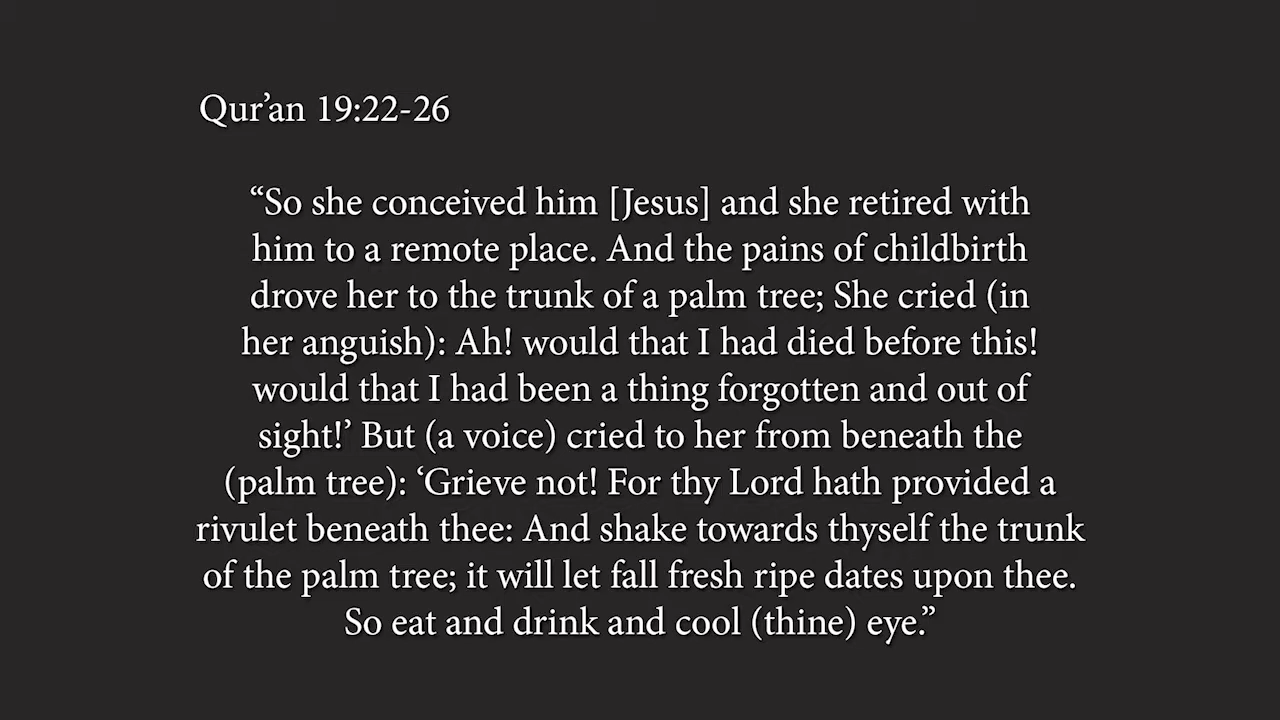 Qur’an 19:22-26
“So she conceived him [Jesus] and she retired with
him to a remote place. And the pains of childbirth
drove her to the trunk of a palm tree; She cried (in
her anguish): Ah! would that I had died before this!
would that I had been a thing forgotten and out of
sight!’ But (a voice) cried to her from beneath the
(palm tree): ‘Grieve not! For thy Lord hath provided a
rivulet beneath thee: And shake towards thyself the trunk
of the palm tree; it will let fall fresh ripe dates upon thee.
So eat and drink and cool (thine) eye.”